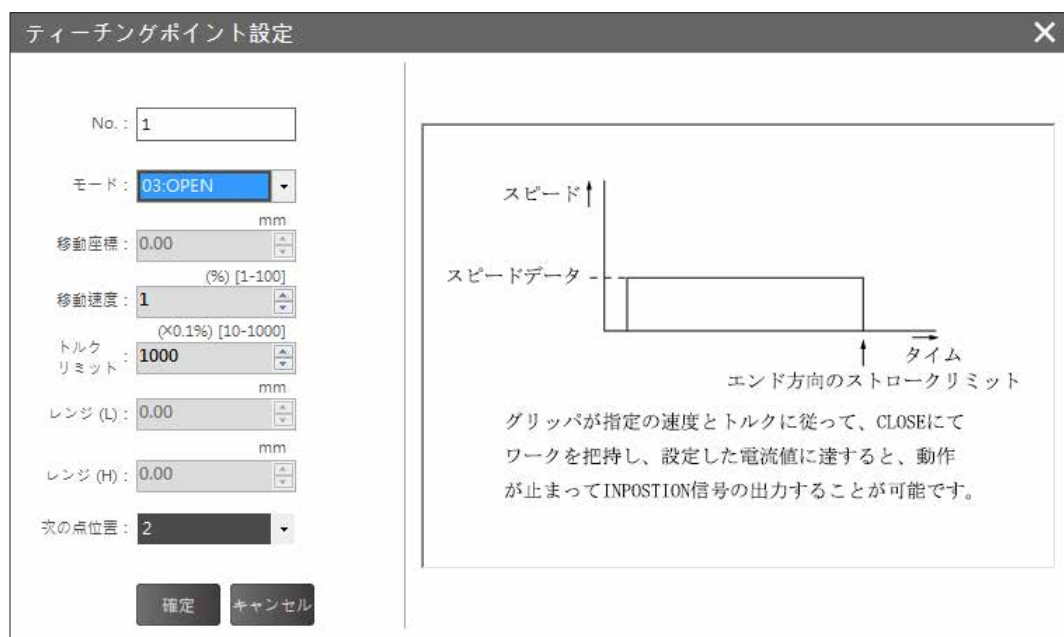 ティーチングポイント設定
No. : 1
モード : 03:OPEN
mm
移動座標 : 0.00
(%) [1-100]
移動速度 : 1
(×0.1%) [10-1000]
トルク
リミット : 1000
mm
レンジ (L) : 0.00
mm
レンジ (H) : 0.00
次の点位置 : 2
確定 キャンセル
スピード
スピードデータ
タイム
エンド方向のストロークリミット
グリッパが指定の速度とトルクに従って、CLOSEにて
ワークを把持し、設定した電流値に達すると、動作
が止まってINPOSTION信号の出力することが可能です。